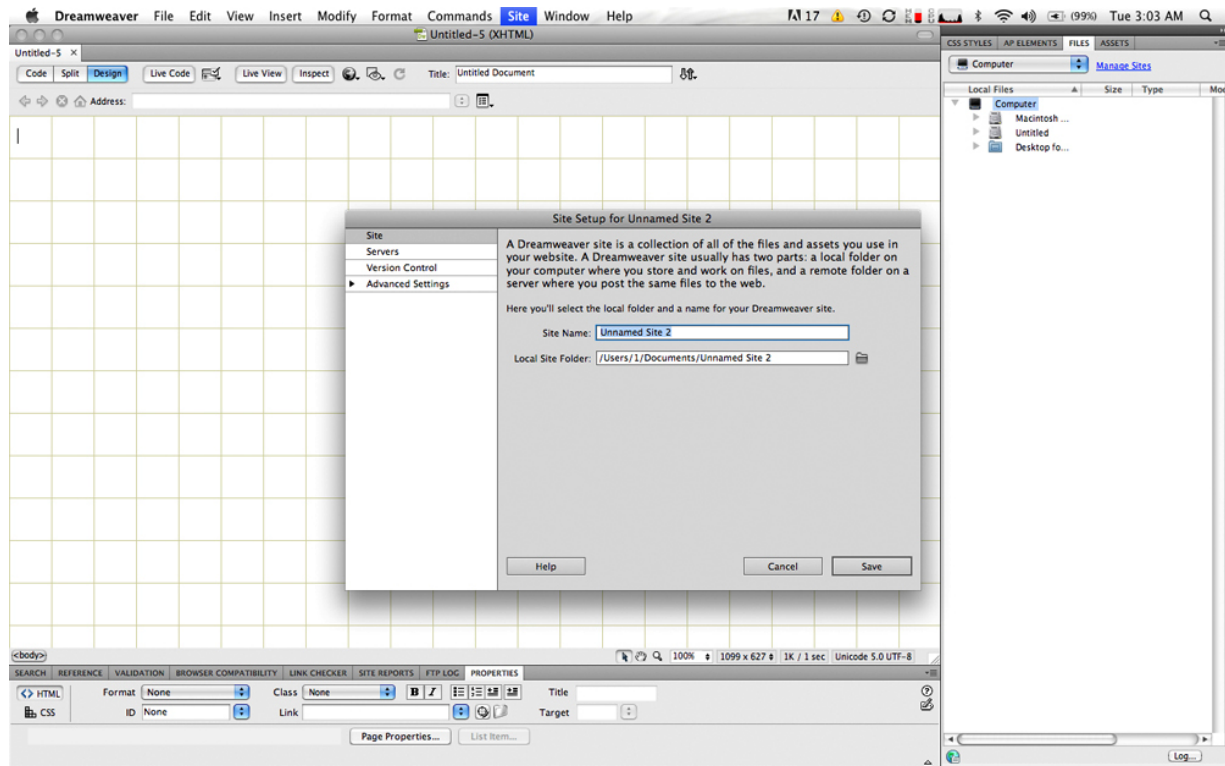 Dreamweaver File Edit View Insert Modify Format Commands Site Window Help 17 (99%) Tue 3:03 AM
Untitled-5 (XHTML)
Untitled-5 ×
Code Split Design Live Code Live View Inspect Title: Untitled Document
Address:
CSS STYLES AP ELEMENTS FILES ASSETS
Computer Manage Sites
Local Files Size Type Mod
Computer
Macintosh ...
Untitled
Desktop fo...
Site Setup for Unnamed Site 2
Site
Servers
Version Control
Advanced Settings
A Dreamweaver site is a collection of all of the files and assets you use in
your website. A Dreamweaver site usually has two parts: a local folder on
your computer where you store and work on files, and a remote folder on a
server where you post the same files to the web.
Here you'll select the local folder and a name for your Dreamweaver site.
Site Name: Unnamed Site 2
Local Site Folder: /Users/1/Documents/Unnamed Site 2
Help Cancel Save
<body> 100% 1099 x 627 1K / 1 sec Unicode 5.0 UTF-8
SEARCH REFERENCE VALIDATION BROWSER COMPATIBILITY LINK CHECKER SITE REPORTS FTP LOG PROPERTIES
<> HTML Format None Class None B I Title
CSS ID None Link Target
Page Properties... List Item...
Log...